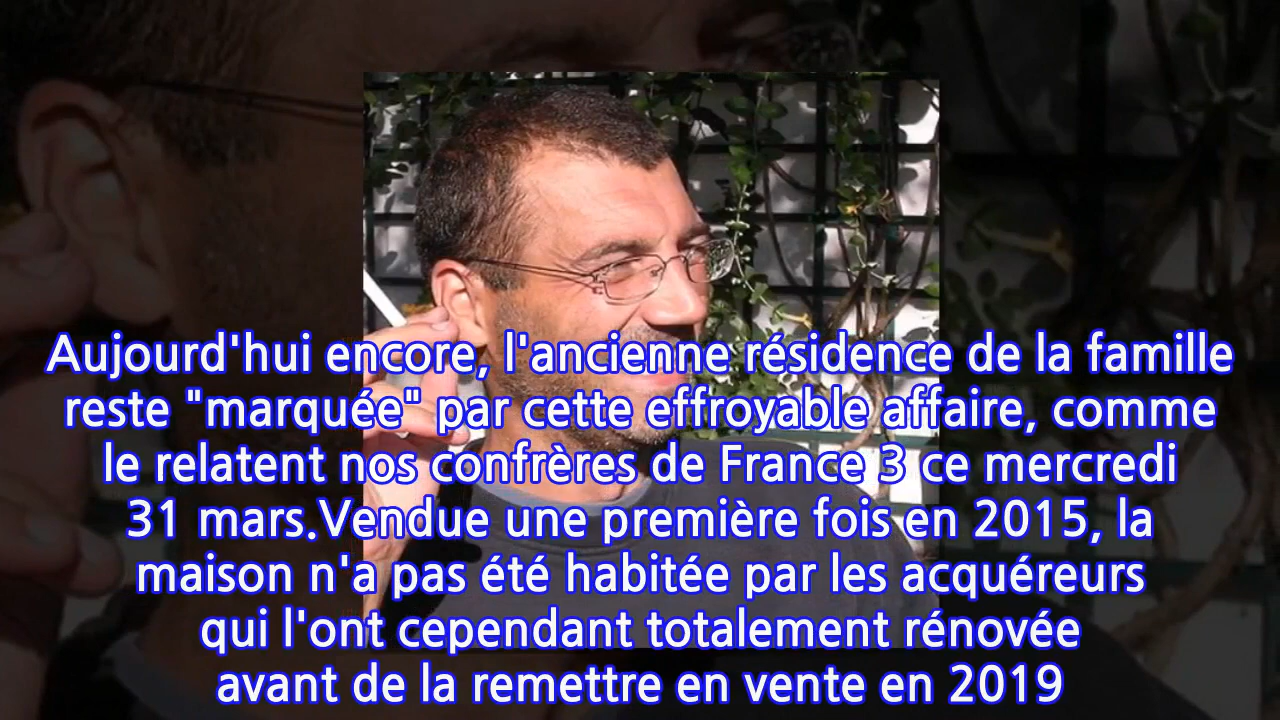 Aujourd'hui encore, l'ancienne résidence de la famille
reste "marquée" par cette effroyable affaire, comme
le relatent nos confrères de France 3 ce mercredi
31 mars.Vendue une première fois en 2015, la
maison n'a pas été habitée par les acquéreurs
qui l'ont cependant totalement rénovée
avant de la remettre en vente en 2019